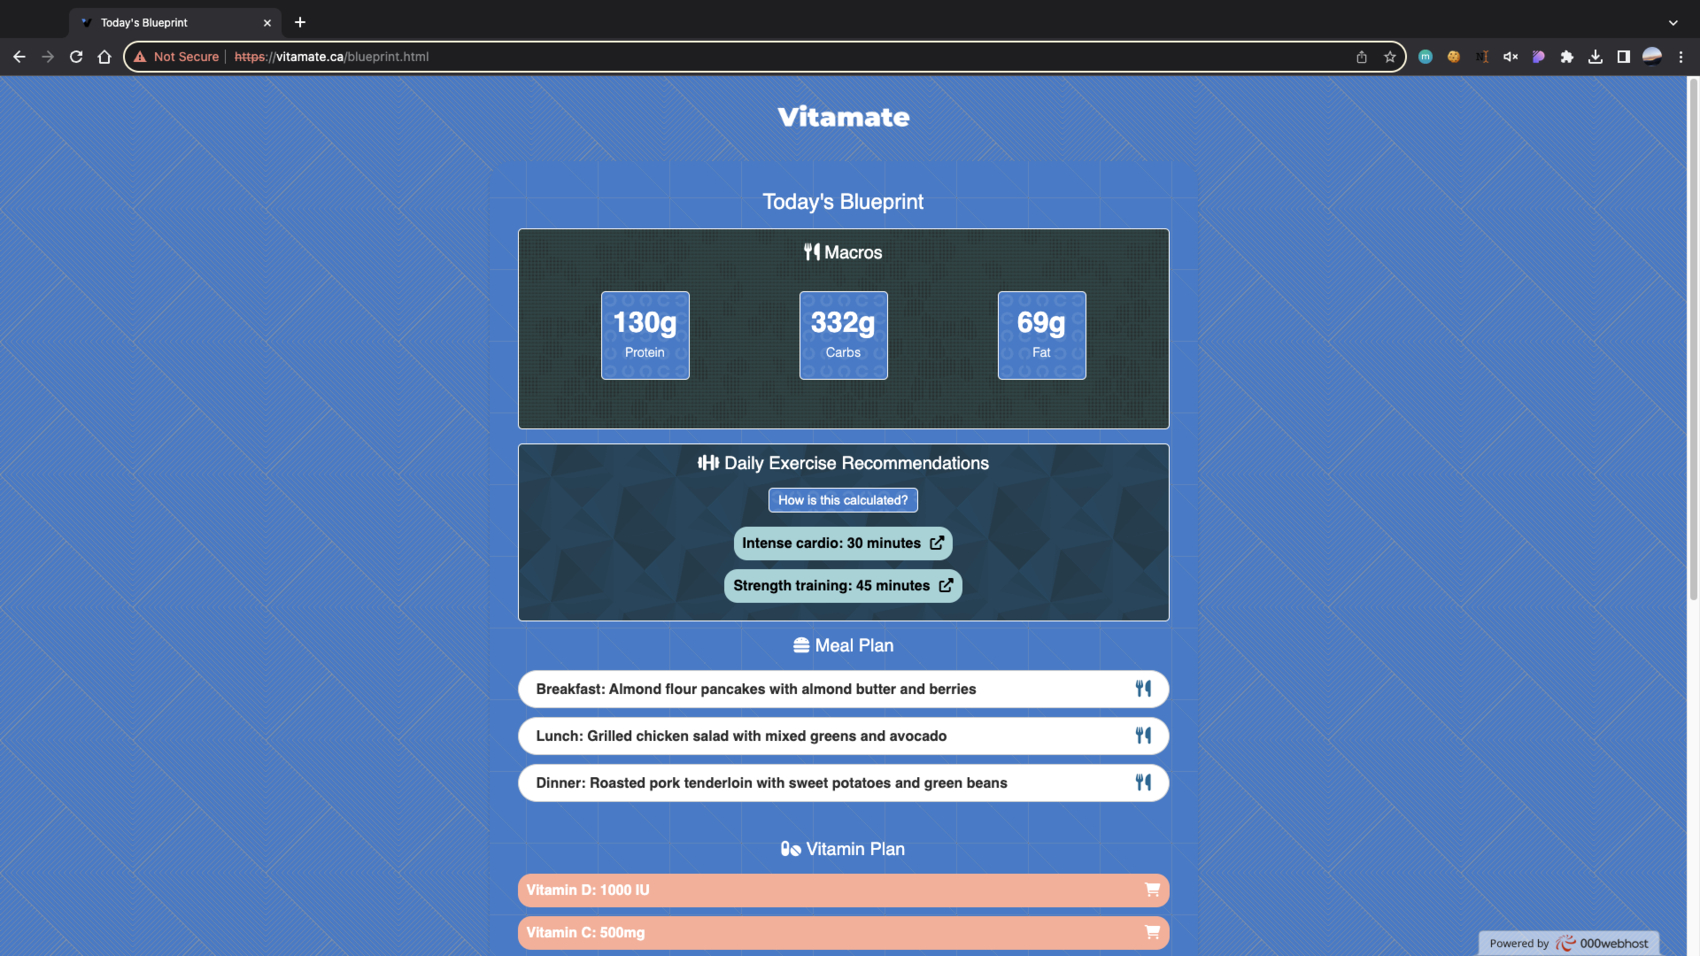 Today's Blueprint
Not Secure
https://vitamate.ca/blueprint.html
Vitamate
Today's Blueprint
Macros
130g
Protein
332g
Carbs
69g
Fat
Daily Exercise Recommendations
How is this calculated?
Intense cardio: 30 minutes
Strength training: 45 minutes
Meal Plan
Breakfast: Almond flour pancakes with almond butter and berries
Lunch: Grilled chicken salad with mixed greens and avocado
Dinner: Roasted pork tenderloin with sweet potatoes and green beans
Vitamin Plan
Vitamin D: 1000 IU
Vitamin C: 500mg
Powered by 000webhost